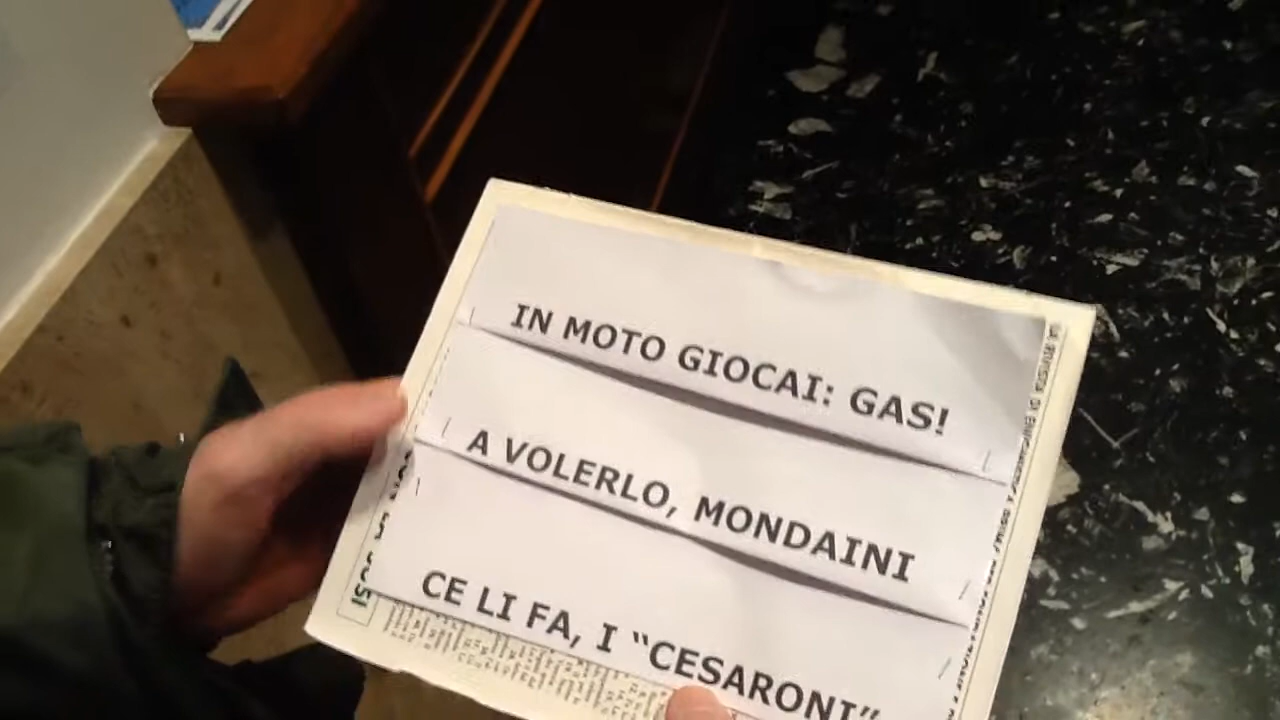 IN MOTO GIOCAI: GAS!
A VOLERLO, MONDAINI
CE LI FA, I “CESARONI”